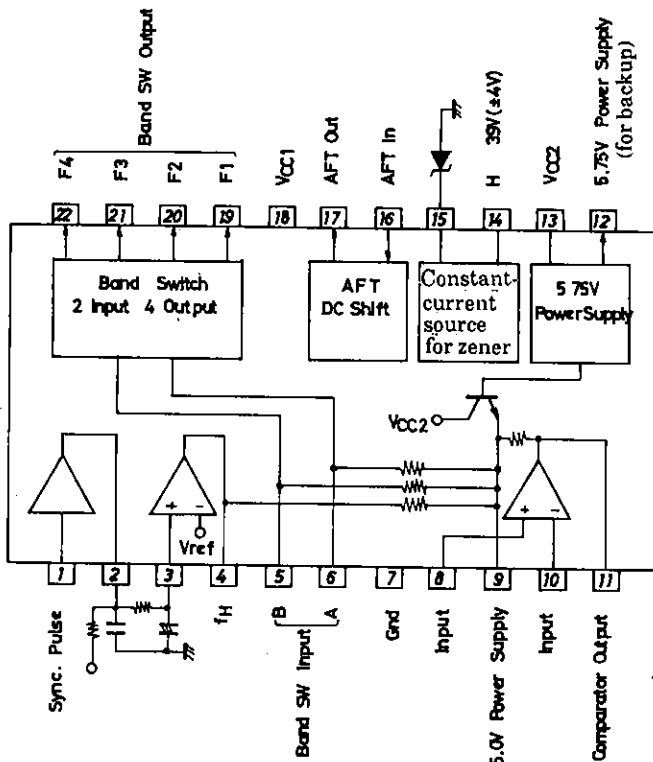 Band SW Output
F4
F3
F2
F1
VCC1
AFT Out
AFT In
H 39V(±4V)
VCC2
5.75V Power Supply
(for backup)
22
21
20
19
18
17
16
15
14
13
12
Band Switch
2 Input 4 Output
AFT
DC Shift
Constant-
current
source
for zener
5 75V
Power Supply
VCC2
+
-
Vref
+
-
1
2
3
4
5
6
7
8
9
10
11
Sync. Pulse
fH
B
A
Band SW Input
Gnd
Input
5.0V Power Supply
Input
Comparator Output